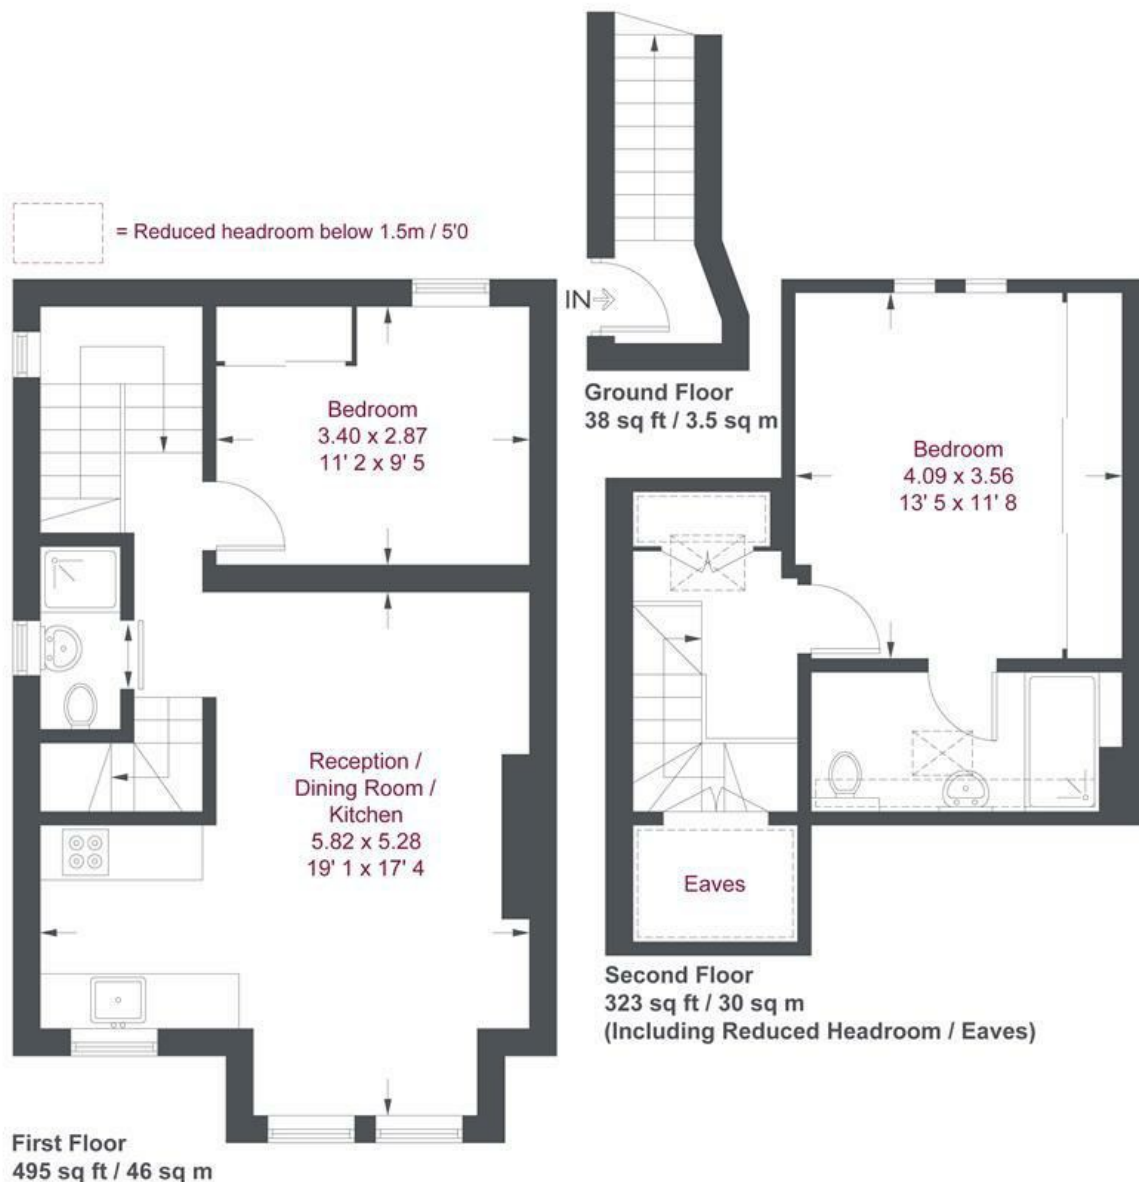 = Reduced headroom below 1.5m / 5'0
IN
Ground Floor
38 sq ft / 3.5 sq m
Bedroom
3.40 x 2.87
11' 2 x 9' 5
Bedroom
4.09 x 3.56
13' 5 x 11' 8
Reception /
Dining Room /
Kitchen
5.82 x 5.28
19' 1 x 17' 4
Eaves
Second Floor
323 sq ft / 30 sq m
(Including Reduced Headroom / Eaves)
First Floor
495 sq ft / 46 sq m